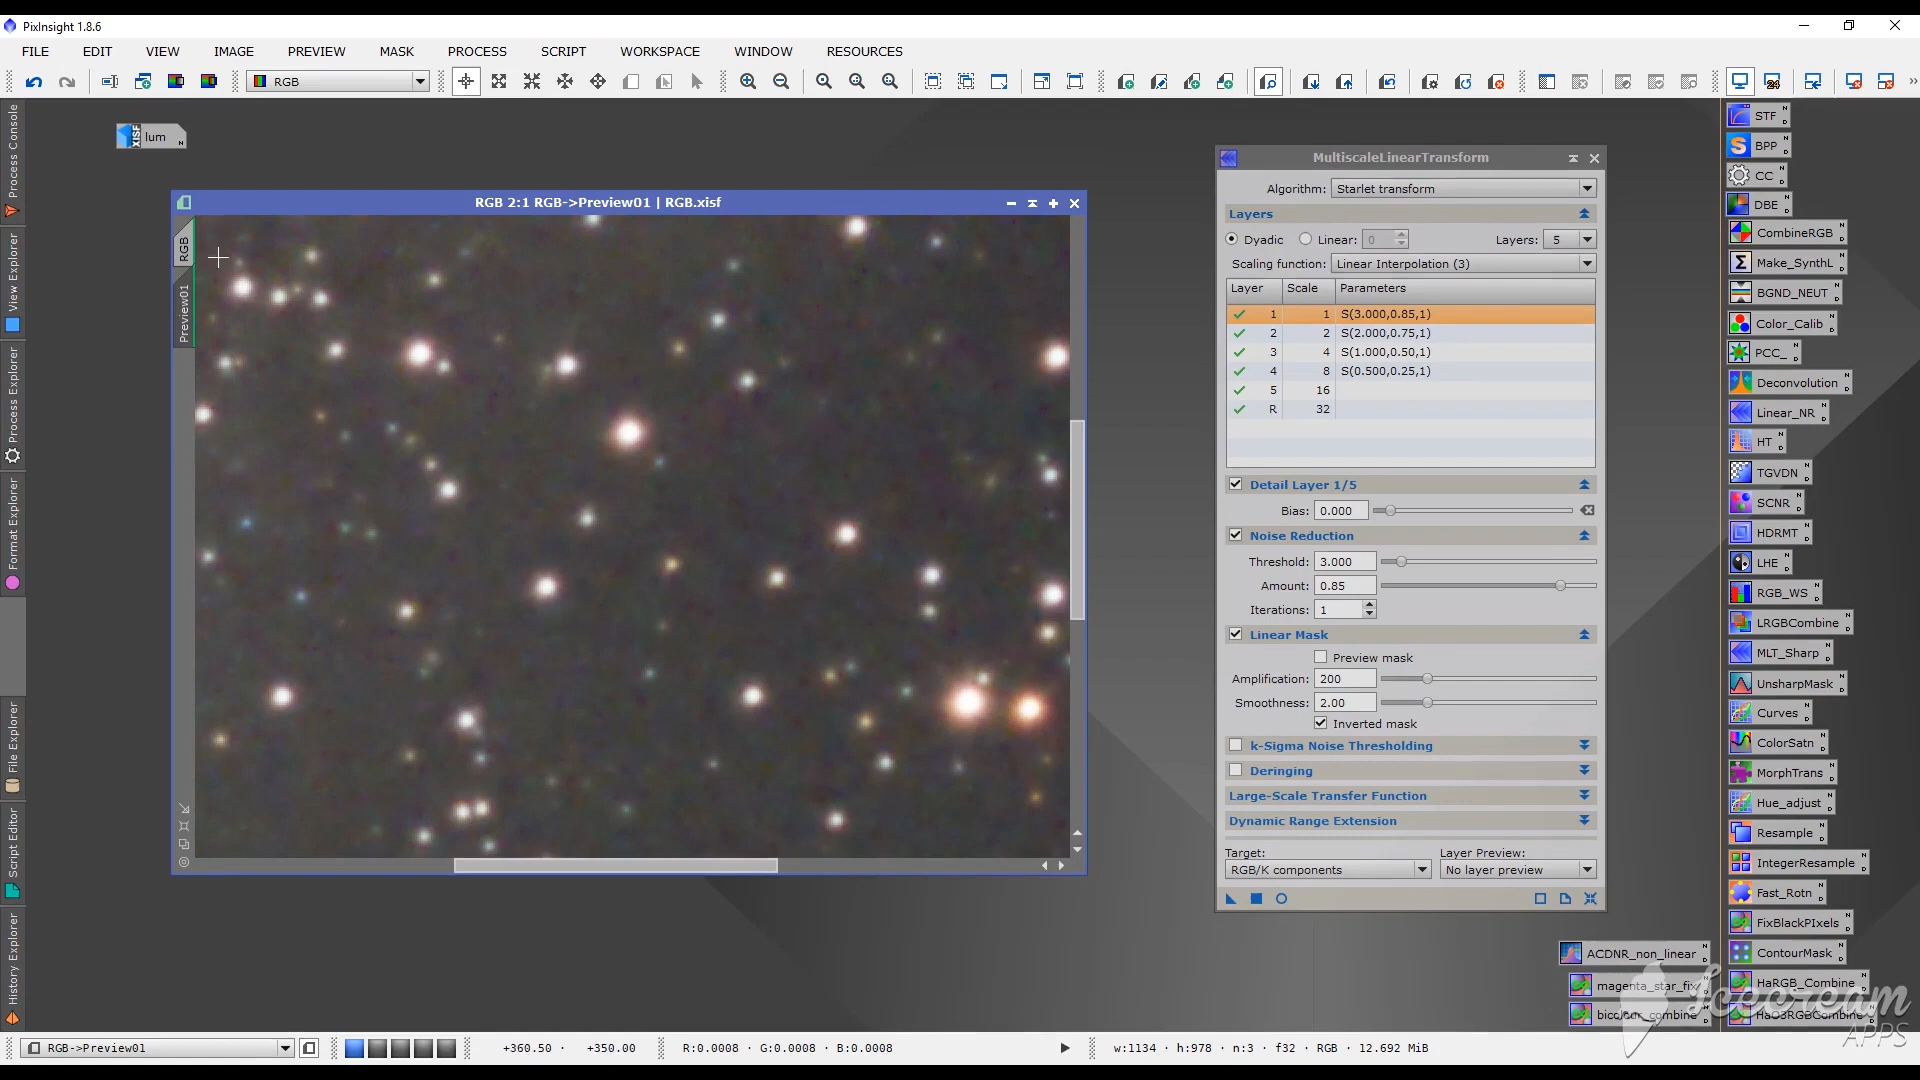 PixInsight 1.8.6
FILE EDIT VIEW IMAGE PREVIEW MASK PROCESS SCRIPT WORKSPACE WINDOW RESOURCES
RGB
24
Process Console
View Explorer
Process Explorer
Format Explorer
File Explorer
Script Editor
History Explorer
XISF lum N
RGB 2:1 RGB->Preview01 | RGB.xisf
RGB
Preview01
MultiscaleLinearTransform
Algorithm: Starlet transform
Layers
Dyadic Linear: 0 Layers: 5
Scaling function: Linear Interpolation (3)
Layer Scale Parameters
1 1 S(3.000,0.85,1)
2 2 S(2.000,0.75,1)
3 4 S(1.000,0.50,1)
4 8 S(0.500,0.25,1)
5 16
R 32
Detail Layer 1/5
Bias: 0.000
Noise Reduction
Threshold: 3.000
Amount: 0.85
Iterations: 1
Linear Mask
Preview mask
Amplification: 200
Smoothness: 2.00
Inverted mask
k-Sigma Noise Thresholding
Deringing
Large-Scale Transfer Function
Dynamic Range Extension
Target: Layer Preview:
RGB/K components No layer preview
STF
BPP
CC
DBE
CombineRGB
Make_SynthL
BGND_NEUT
Color_Calib
PCC_
Deconvolution
Linear_NR
HT
TGVDN
SCNR
HDRMT
LHE
RGB_WS
LRGBCombine
MLT_Sharp
UnsharpMask
Curves
ColorSatn
MorphTrans
Hue_adjust
Resample
IntegerResample
Fast_Rotn
FixBlackPIxels
ContourMask
HaRGB_Combine
HaO3RGBCombine
ACDNR_non_linear
magenta_star_fix
bicolour_combine
Icecream
APPS
RGB->Preview01 +360.50 · +350.00 R:0.0008 · G:0.0008 · B:0.0008 w:1134 · h:978 · n:3 · f32 · RGB · 12.692 MiB